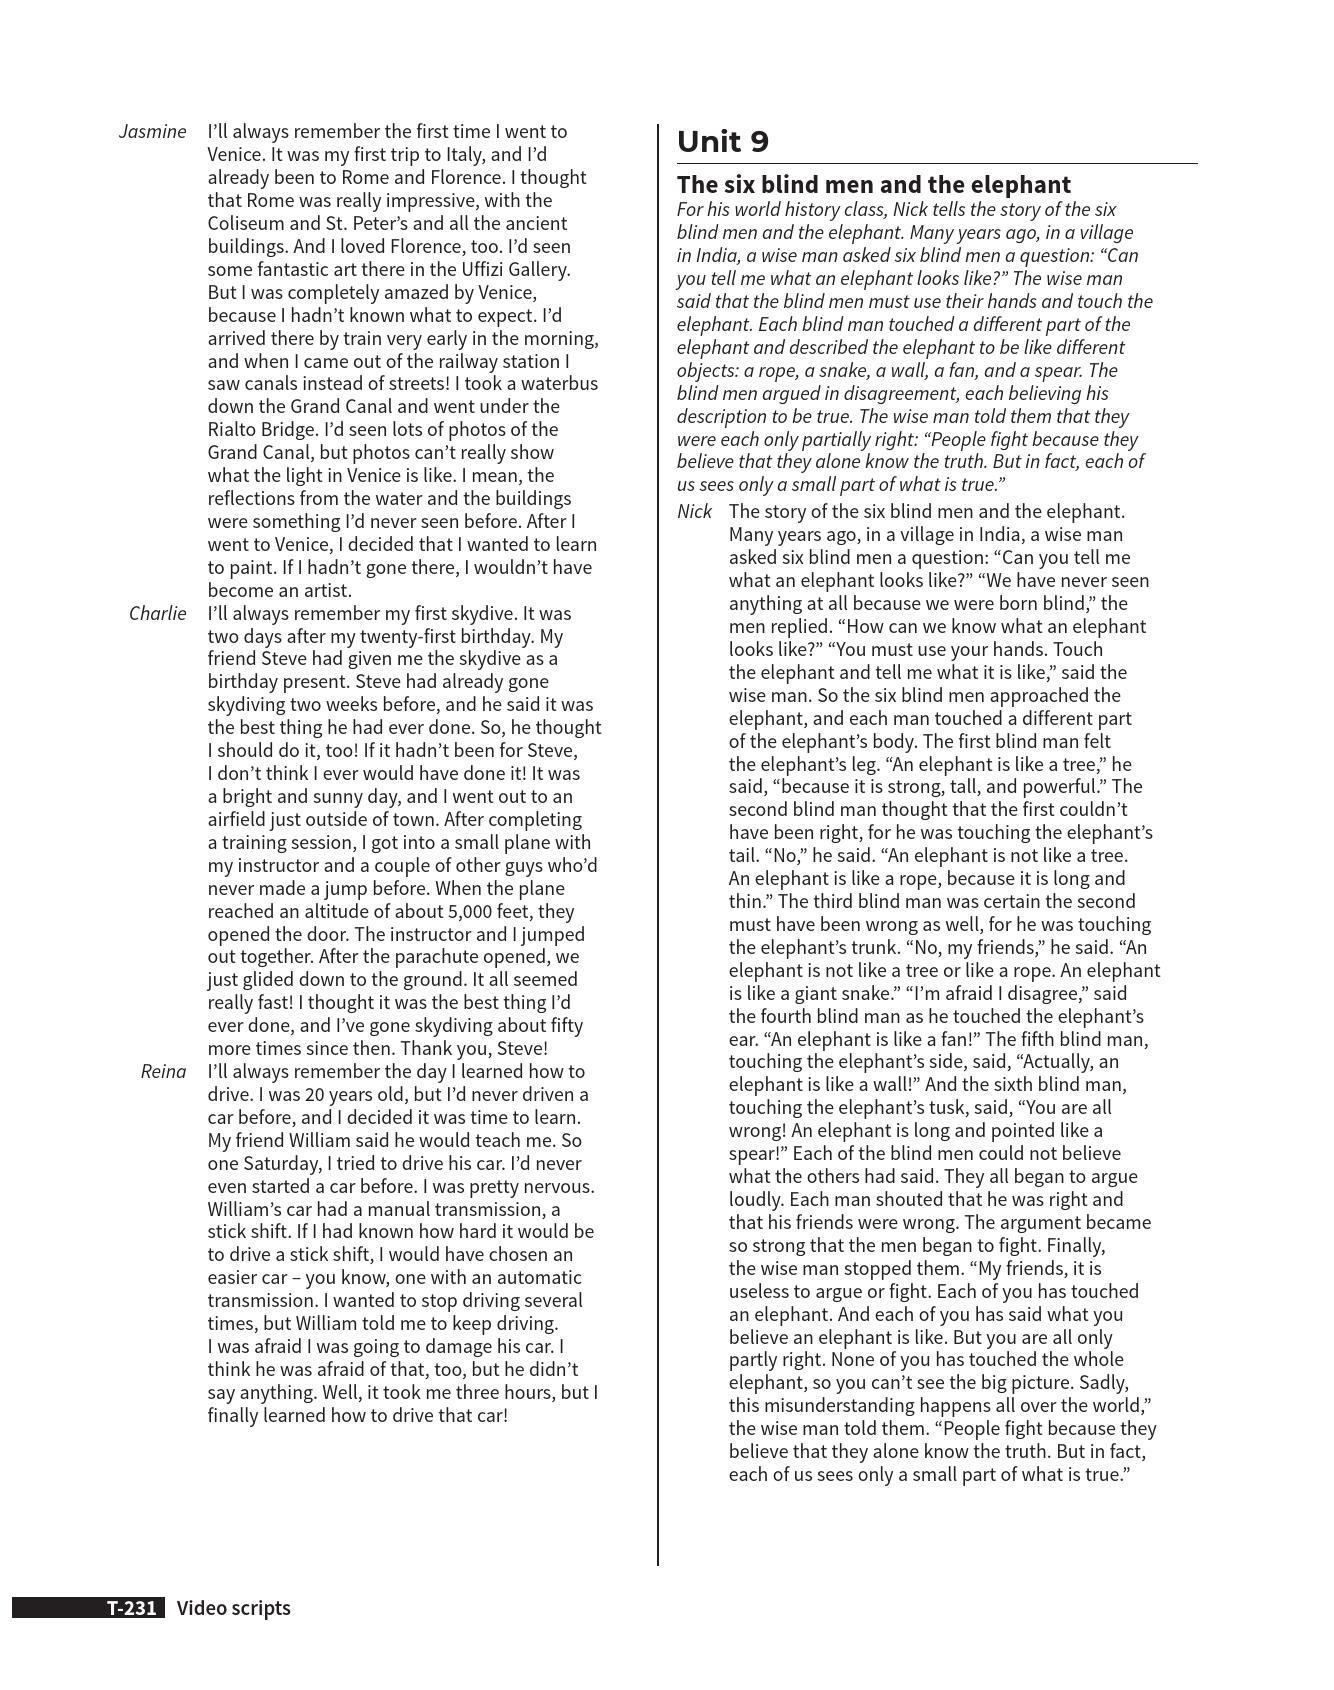 Jasmine I’ll always remember the first time I went to
Venice. It was my first trip to Italy, and I’d
already been to Rome and Florence. I thought
that Rome was really impressive, with the
Coliseum and St. Peter’s and all the ancient
buildings. And I loved Florence, too. I’d seen
some fantastic art there in the Uffizi Gallery.
But I was completely amazed by Venice,
because I hadn’t known what to expect. I’d
arrived there by train very early in the morning,
and when I came out of the railway station I
saw canals instead of streets! I took a waterbus
down the Grand Canal and went under the
Rialto Bridge. I’d seen lots of photos of the
Grand Canal, but photos can’t really show
what the light in Venice is like. I mean, the
reflections from the water and the buildings
were something I’d never seen before. After I
went to Venice, I decided that I wanted to learn
to paint. If I hadn’t gone there, I wouldn’t have
become an artist.
Charlie I’ll always remember my first skydive. It was
two days after my twenty-first birthday. My
friend Steve had given me the skydive as a
birthday present. Steve had already gone
skydiving two weeks before, and he said it was
the best thing he had ever done. So, he thought
I should do it, too! If it hadn’t been for Steve,
I don’t think I ever would have done it! It was
a bright and sunny day, and I went out to an
airfield just outside of town. After completing
a training session, I got into a small plane with
my instructor and a couple of other guys who’d
never made a jump before. When the plane
reached an altitude of about 5,000 feet, they
opened the door. The instructor and I jumped
out together. After the parachute opened, we
just glided down to the ground. It all seemed
really fast! I thought it was the best thing I’d
ever done, and I’ve gone skydiving about fifty
more times since then. Thank you, Steve!
Reina I’ll always remember the day I learned how to
drive. I was 20 years old, but I’d never driven a
car before, and I decided it was time to learn.
My friend William said he would teach me. So
one Saturday, I tried to drive his car. I’d never
even started a car before. I was pretty nervous.
William’s car had a manual transmission, a
stick shift. If I had known how hard it would be
to drive a stick shift, I would have chosen an
easier car – you know, one with an automatic
transmission. I wanted to stop driving several
times, but William told me to keep driving.
I was afraid I was going to damage his car. I
think he was afraid of that, too, but he didn’t
say anything. Well, it took me three hours, but I
finally learned how to drive that car!
Unit 9
The six blind men and the elephant
For his world history class, Nick tells the story of the six
blind men and the elephant. Many years ago, in a village
in India, a wise man asked six blind men a question: “Can
you tell me what an elephant looks like?” The wise man
said that the blind men must use their hands and touch the
elephant. Each blind man touched a different part of the
elephant and described the elephant to be like different
objects: a rope, a snake, a wall, a fan, and a spear. The
blind men argued in disagreement, each believing his
description to be true. The wise man told them that they
were each only partially right: “People fight because they
believe that they alone know the truth. But in fact, each of
us sees only a small part of what is true.”
Nick The story of the six blind men and the elephant.
Many years ago, in a village in India, a wise man
asked six blind men a question: “Can you tell me
what an elephant looks like?” “We have never seen
anything at all because we were born blind,” the
men replied. “How can we know what an elephant
looks like?” “You must use your hands. Touch
the elephant and tell me what it is like,” said the
wise man. So the six blind men approached the
elephant, and each man touched a different part
of the elephant’s body. The first blind man felt
the elephant’s leg. “An elephant is like a tree,” he
said, “because it is strong, tall, and powerful.” The
second blind man thought that the first couldn’t
have been right, for he was touching the elephant’s
tail. “No,” he said. “An elephant is not like a tree.
An elephant is like a rope, because it is long and
thin.” The third blind man was certain the second
must have been wrong as well, for he was touching
the elephant’s trunk. “No, my friends,” he said. “An
elephant is not like a tree or like a rope. An elephant
is like a giant snake.” “I’m afraid I disagree,” said
the fourth blind man as he touched the elephant’s
ear. “An elephant is like a fan!” The fifth blind man,
touching the elephant’s side, said, “Actually, an
elephant is like a wall!” And the sixth blind man,
touching the elephant’s tusk, said, “You are all
wrong! An elephant is long and pointed like a
spear!” Each of the blind men could not believe
what the others had said. They all began to argue
loudly. Each man shouted that he was right and
that his friends were wrong. The argument became
so strong that the men began to fight. Finally,
the wise man stopped them. “My friends, it is
useless to argue or fight. Each of you has touched
an elephant. And each of you has said what you
believe an elephant is like. But you are all only
partly right. None of you has touched the whole
elephant, so you can’t see the big picture. Sadly,
this misunderstanding happens all over the world,”
the wise man told them. “People fight because they
believe that they alone know the truth. But in fact,
each of us sees only a small part of what is true.”
T-231 Video scripts